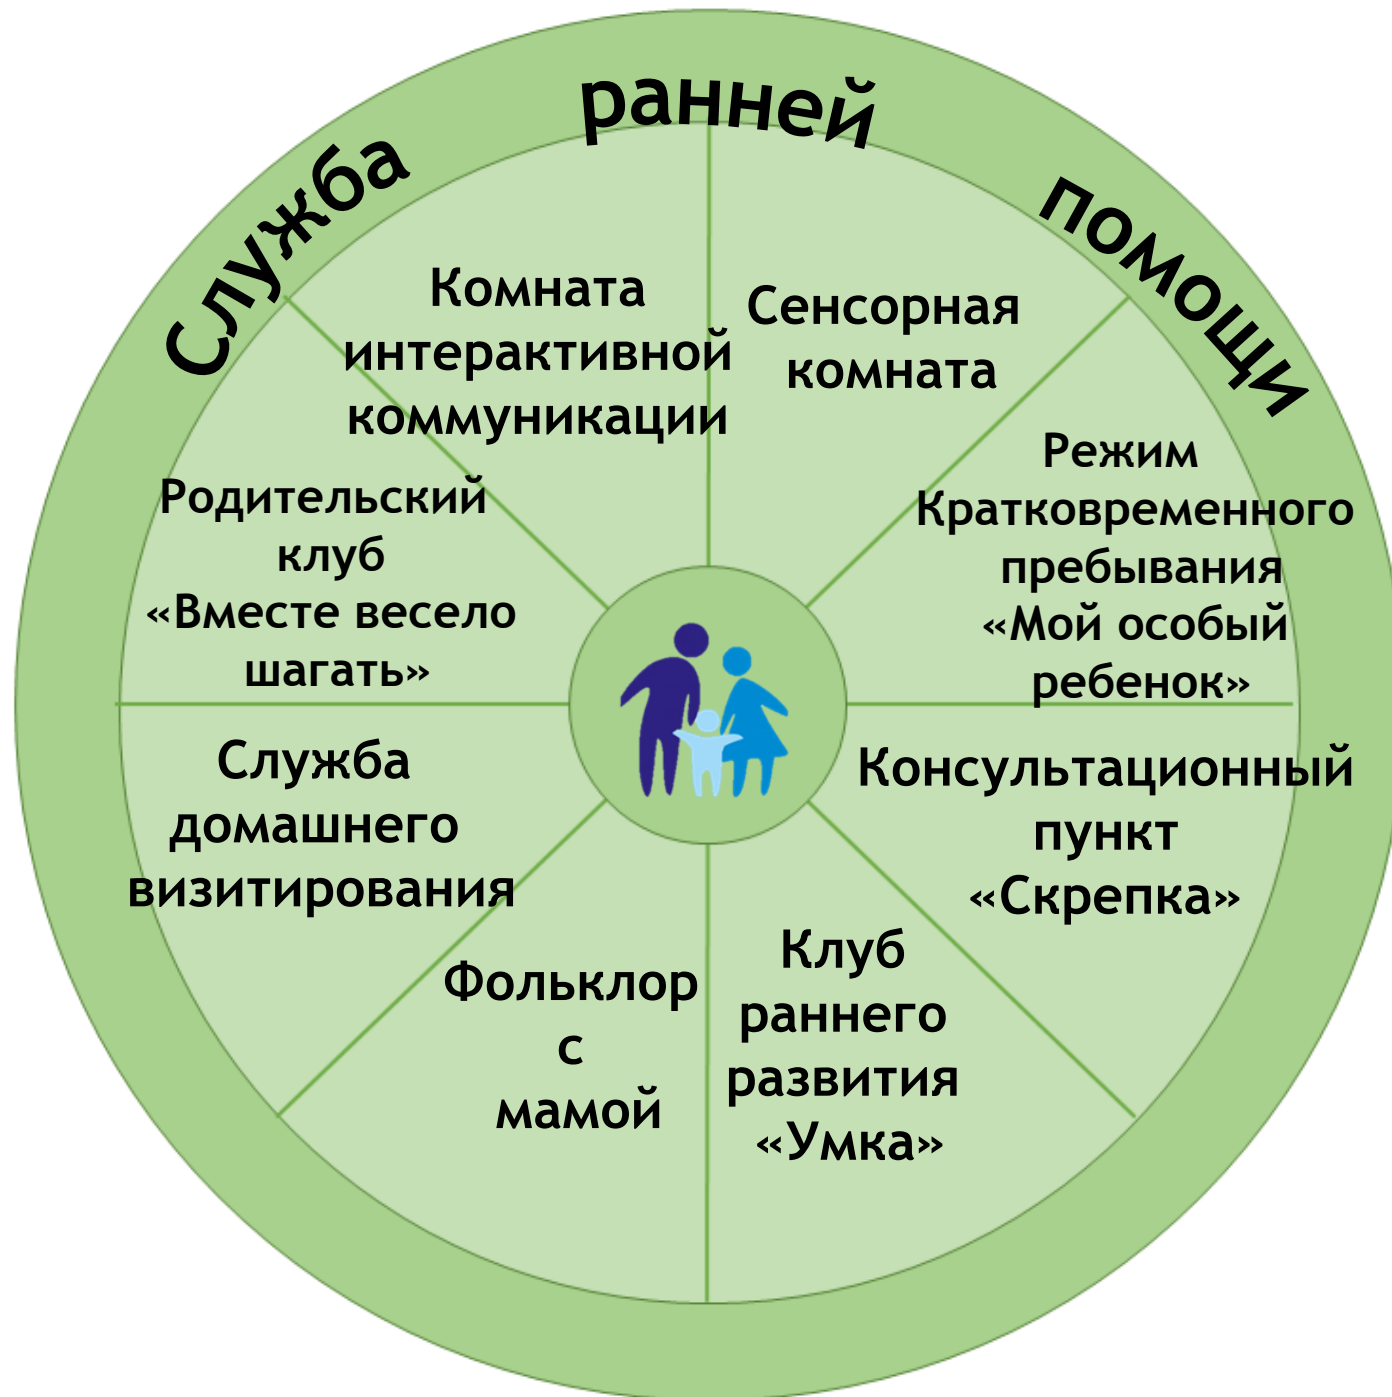 Служба ранней помощи
Комната
интерактивной
коммуникации
Сенсорная
комната
Режим
Кратковременного
пребывания
«Мой особый
ребенок»
Консультационный
пункт
«Скрепка»
Клуб
раннего
развития
«Умка»
Фольклор
с
мамой
Служба
домашнего
визитирования
Родительский
клуб
«Вместе весело
шагать»